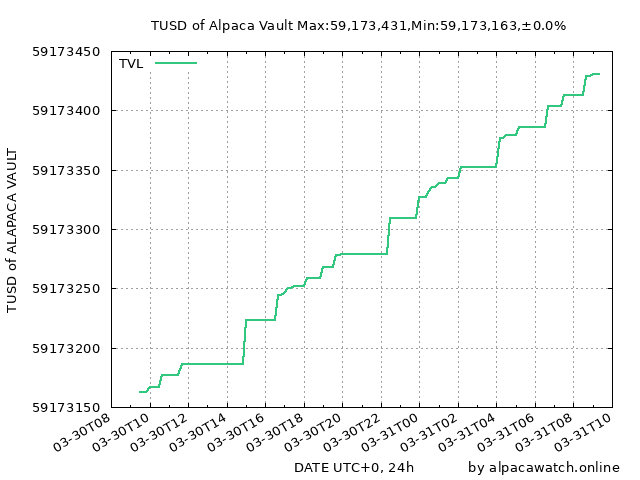 TUSD of Alpaca Vault Max:59,173,431,Min:59,173,163,±0.0%
TVL
59173450
59173400
59173350
59173300
59173250
59173200
59173150
TUSD of ALAPACA VAULT
03-30T08
03-30T10
03-30T12
03-30T14
03-30T16
03-30T18
03-30T20
03-30T22
03-31T00
03-31T02
03-31T04
03-31T06
03-31T08
03-31T10
DATE UTC+0, 24h
by alpacawatch.online